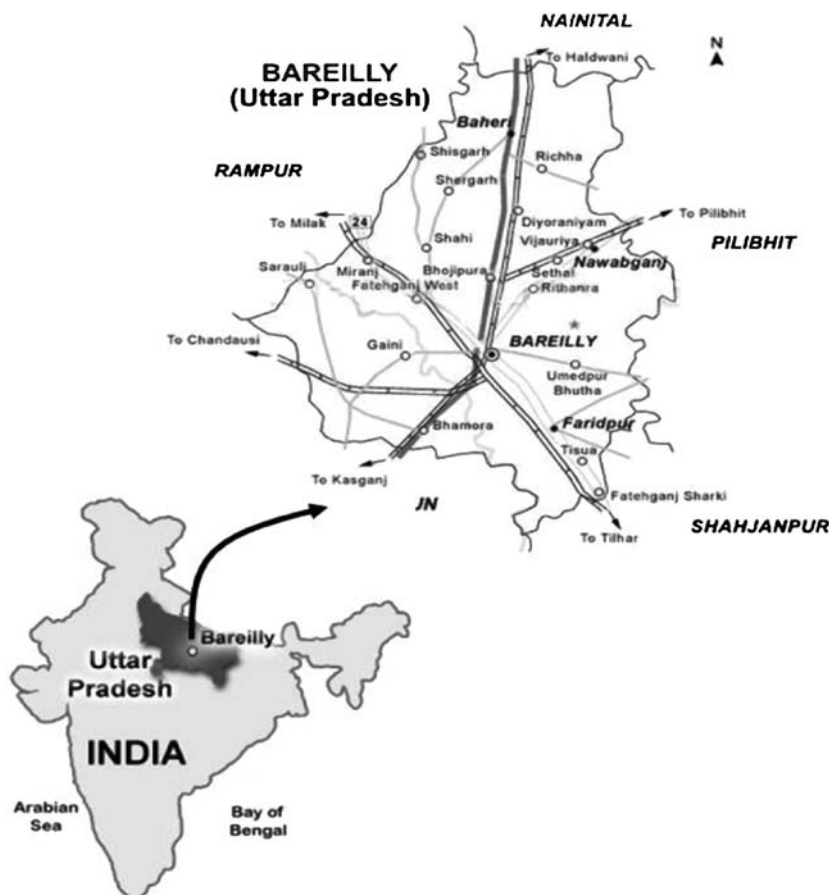 NAINITAL
N
To Haldwani
BAREILLY
(Uttar Pradesh)
Baheri
Shisgarh
Richha
RAMPUR
Shergarh
To Milak
24
Diyoraniyam
To Pilibhit
Shahi
Vijauriya
PILIBHIT
Nawabganj
Sarauli
Miranj
Bhojipura
Sethal
Fatehganj West
Rithanra
To Chandausi
Gaini
BAREILLY
Umedpur
Bhutha
Bhamora
Faridpur
Tisua
To Kasganj
Fatehganj Sharki
JN
SHAHJANPUR
To Tilhar
Bareilly
Uttar
Pradesh
INDIA
Arabian
Sea
Bay of
Bengal